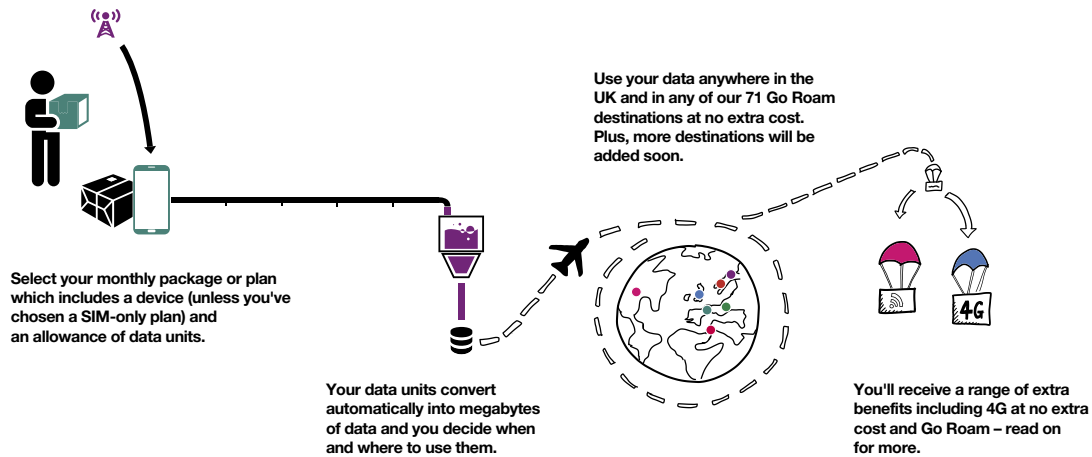 Select your monthly package or plan
which includes a device (unless you've
chosen a SIM-only plan) and
an allowance of data units.
Your data units convert
automatically into megabytes
of data and you decide when
and where to use them.
Use your data anywhere in the
UK and in any of our 71 Go Roam
destinations at no extra cost.
Plus, more destinations will be
added soon.
4G
You'll receive a range of extra
benefits including 4G at no extra
cost and Go Roam – read on
for more.